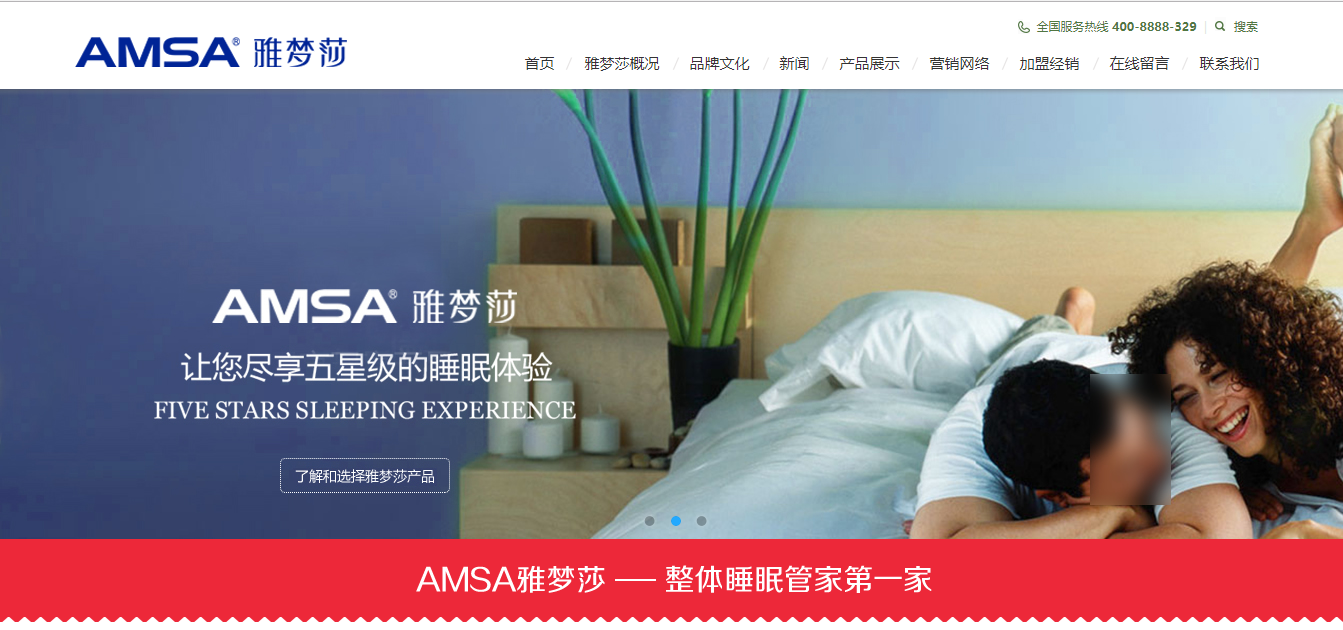 全国服务热线 400-8888-329 搜索
AMSA® 雅梦莎
首页 / 雅梦莎概况 / 品牌文化 / 新闻 / 产品展示 / 营销网络 / 加盟经销 / 在线留言 / 联系我们
AMSA® 雅梦莎
让您尽享五星级的睡眠体验
FIVE STARS SLEEPING EXPERIENCE
了解和选择雅梦莎产品
AMSA雅梦莎 —— 整体睡眠管家第一家